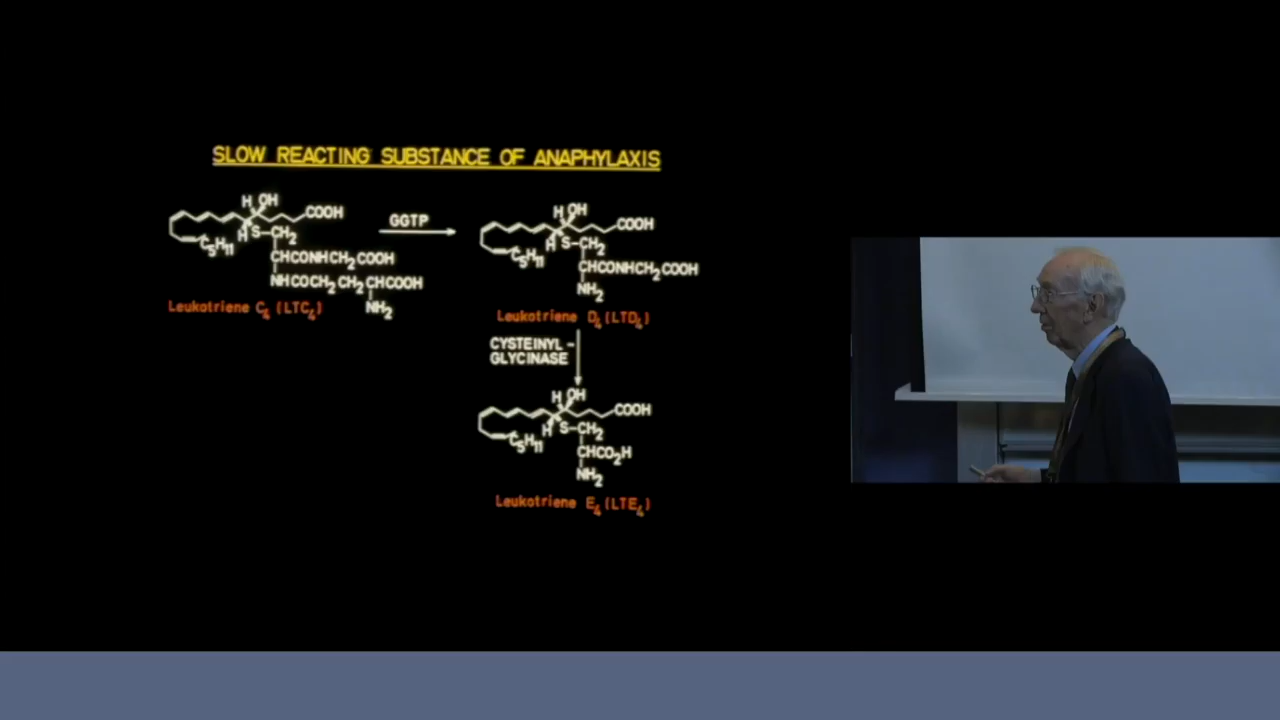 SLOW REACTING SUBSTANCE OF ANAPHYLAXIS
H OH
COOH
H S-CH2
C5H11
CHCONHCH2COOH
NHCOCH2CH2CHCOOH
NH2
Leukotriene C4 (LTC4)
GGTP
H OH
COOH
H S-CH2
C5H11
CHCONHCH2COOH
NH2
Leukotriene D4 (LTD4)
CYSTEINYL-
GLYCINASE
H OH
COOH
H S-CH2
C5H11
CHCO2H
NH2
Leukotriene E4 (LTE4)